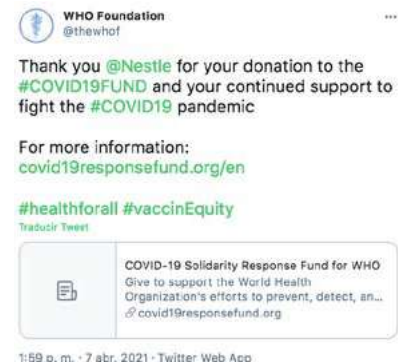 WHO Foundation
@thewhof
Thank you @Nestle for your donation to the
#COVID19FUND and your continued support to
fight the #COVID19 pandemic
For more information:
covid19responsefund.org/en
#healthforall #vaccinEquity
Traducir Tweet
COVID-19 Solidarity Response Fund for WHO
Give to support the World Health
Organization's efforts to prevent, detect, an...
covid19responsefund.org
1:59 p. m. · 7 abr. 2021 · Twitter Web App